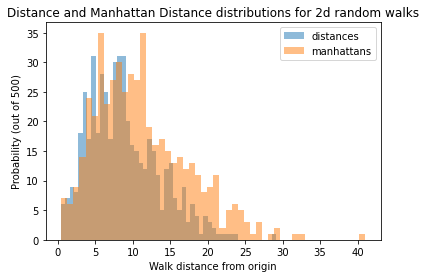 Distance and Manhattan Distance distributions for 2d random walks
distances
manhattans
Probability (out of 500)
35
30
25
20
15
10
5
0
0 5 10 15 20 25 30 35 40
Walk distance from origin